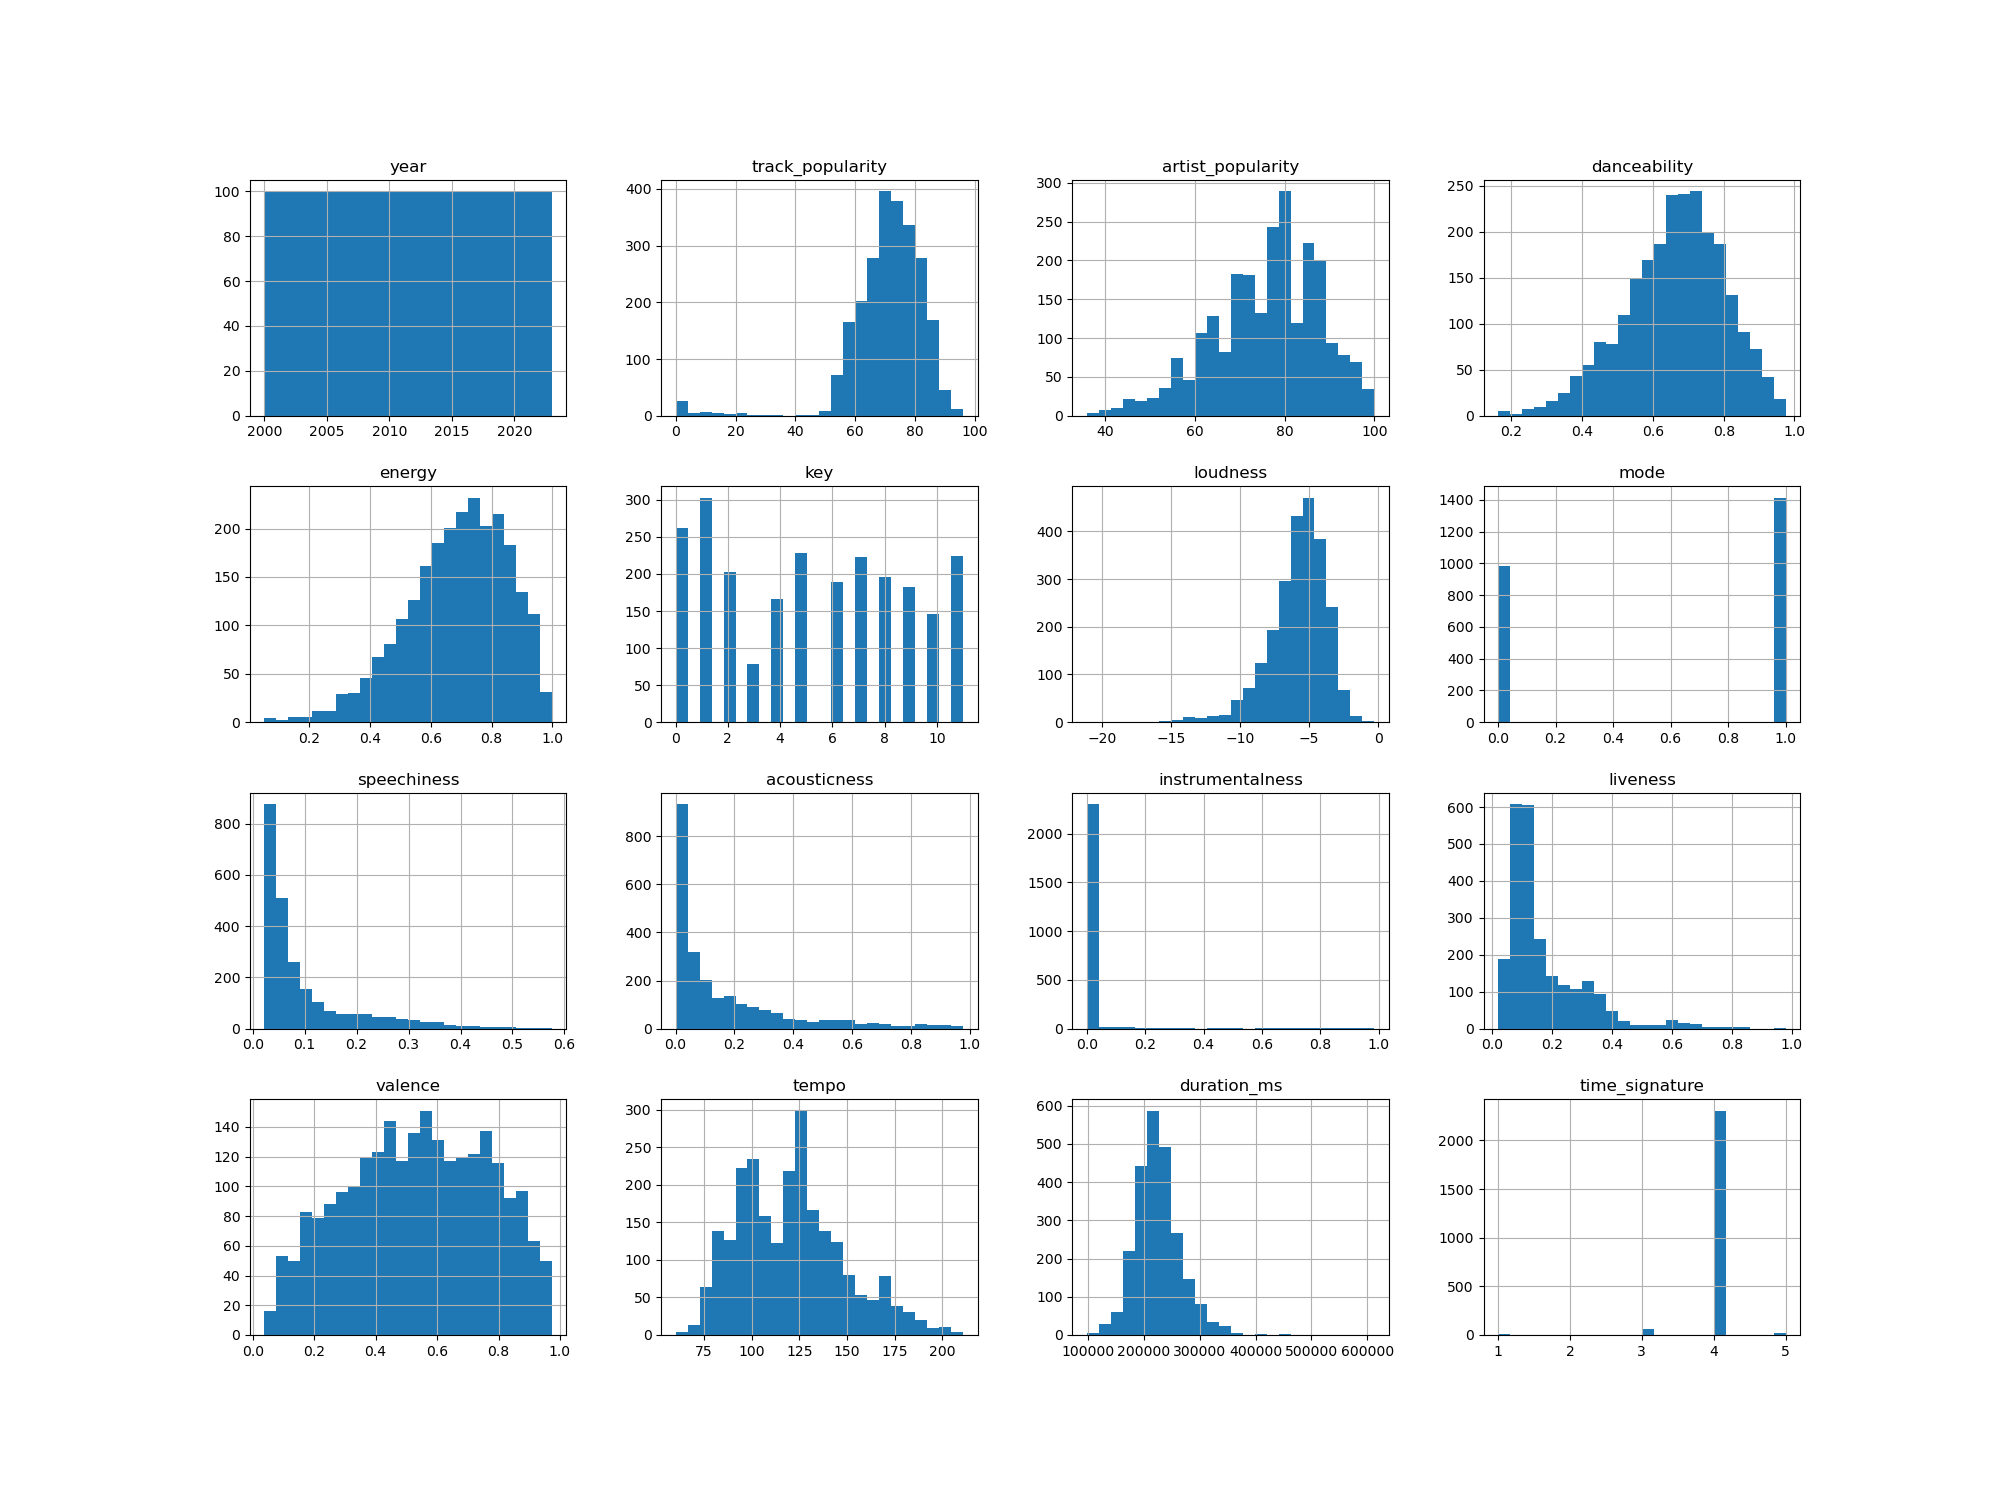 year track_popularity artist_popularity danceability
100 400 300 250
80 300 250 200
60 200 200 150
40 100 150 100
20 0 100 50
0 50 0
0
2000 2005 2010 2015 2020 0 20 40 60 80 100 40 60 80 100 0.2 0.4 0.6 0.8 1.0
energy key loudness mode
200 300 400 1400
150 250 300 1200
100 200 200 1000
50 150 100 800
0 100 0 600
50 400
0 200
0
0.2 0.4 0.6 0.8 1.0 0 2 4 6 8 10 −20 −15 −10 −5 0 0.0 0.2 0.4 0.6 0.8 1.0
speechiness acousticness instrumentalness liveness
800 800 2000 600
600 600 1500 500
400 400 1000 400
200 200 500 300
0 0 0 200
100
0
0.0 0.1 0.2 0.3 0.4 0.5 0.6 0.0 0.2 0.4 0.6 0.8 1.0 0.0 0.2 0.4 0.6 0.8 1.0 0.0 0.2 0.4 0.6 0.8 1.0
valence tempo duration_ms time_signature
140 300 600 2000
120 250 500 1500
100 200 400 1000
80 150 300 500
60 100 200 0
40 50 100
20 0 0
0
0.0 0.2 0.4 0.6 0.8 1.0 75 100 125 150 175 200 100000 200000 300000 400000 500000 600000 1 2 3 4 5